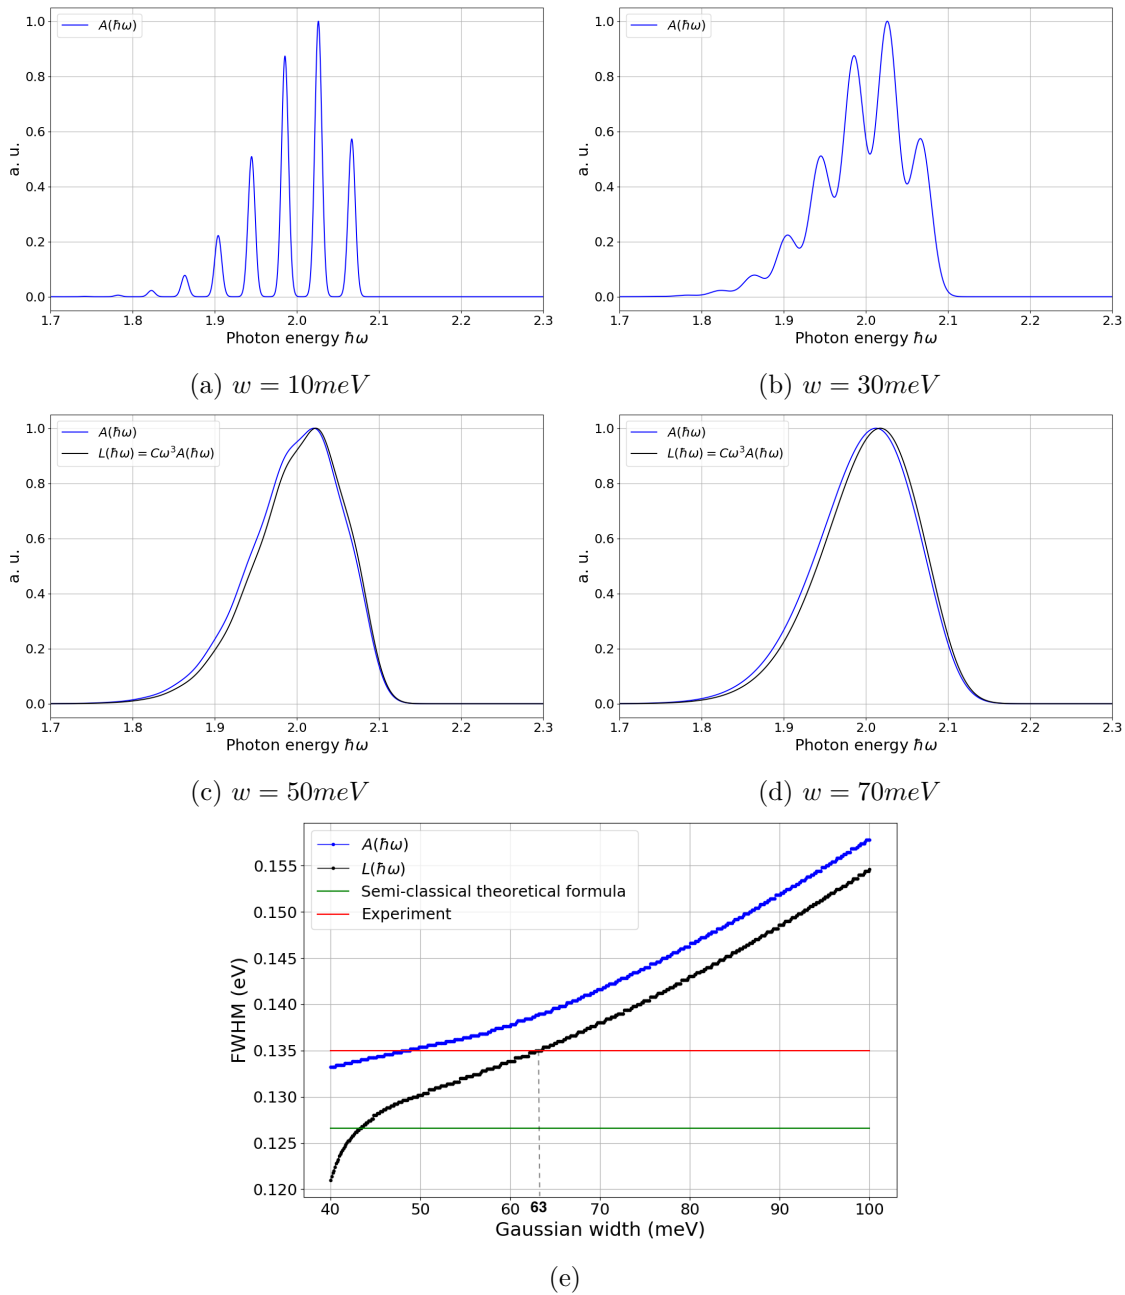 A(ħω)
A(ħω)
a. u.
1.0
0.8
0.6
0.4
0.2
0.0
1.7 1.8 1.9 2.0 2.1 2.2 2.3
Photon energy ħω
a. u.
1.0
0.8
0.6
0.4
0.2
0.0
1.7 1.8 1.9 2.0 2.1 2.2 2.3
Photon energy ħω
(a) w = 10meV
(b) w = 30meV
A(ħω)
L(ħω) = Cω³A(ħω)
a. u.
1.0
0.8
0.6
0.4
0.2
0.0
1.7 1.8 1.9 2.0 2.1 2.2 2.3
Photon energy ħω
A(ħω)
L(ħω) = Cω³A(ħω)
a. u.
1.0
0.8
0.6
0.4
0.2
0.0
1.7 1.8 1.9 2.0 2.1 2.2 2.3
Photon energy ħω
(c) w = 50meV
(d) w = 70meV
A(ħω)
L(ħω)
Semi-classical theoretical formula
Experiment
FWHM (eV)
0.155
0.150
0.145
0.140
0.135
0.130
0.125
0.120
40 50 60 63 70 80 90 100
Gaussian width (meV)
(e)